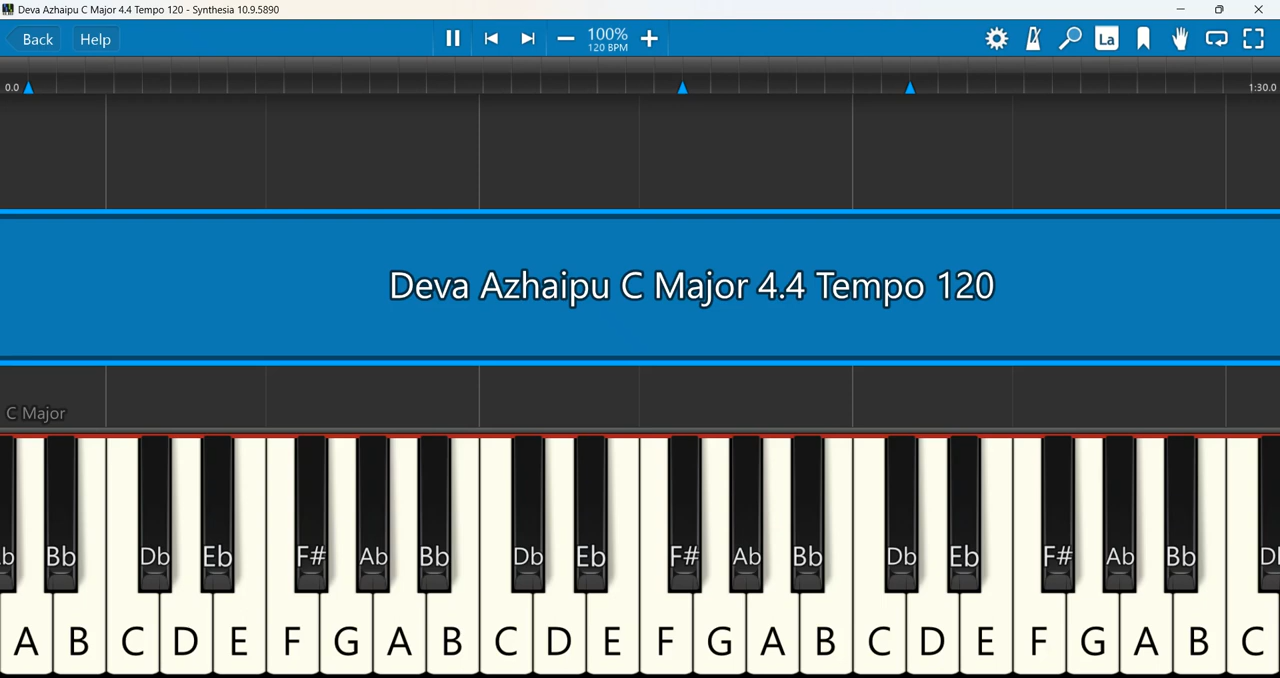 Deva Azhaipu C Major 4.4 Tempo 120 - Synthesia 10.9.5890
Back Help 100% La
120 BPM
0.0 1:30.0
Deva Azhaipu C Major 4.4 Tempo 120
C Major
Bb Db Eb F# Ab Bb Db Eb F# Ab Bb Db Eb F# Ab Bb
A B C D E F G A B C D E F G A B C D E F G A B C